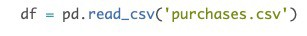 df = pd.read_csv('purchases.csv')